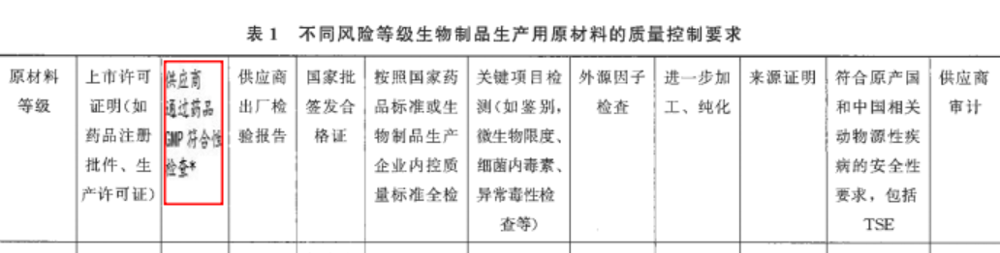 表 1 不同风险等级生物制品生产用原材料的质量控制要求
原材料
等级
上市许可
证明(如
药品注册
批件、生
产许可证)
供应商
通过药品
GMP 符合性
检查*
供应商
出厂检
验报告
国家批
签发合
格证
按照国家药
品标准或生
物制品生产
企业内控质
量标准全检
关键项目检
测(如鉴别,
微生物限度、
细菌内毒素、
异常毒性检
查等)
外源因子
检查
进一步加
工、纯化
来源证明
符合原产国
和中国相关
动物源性疾
病的安全性
要求，包括
TSE
供应商
审计